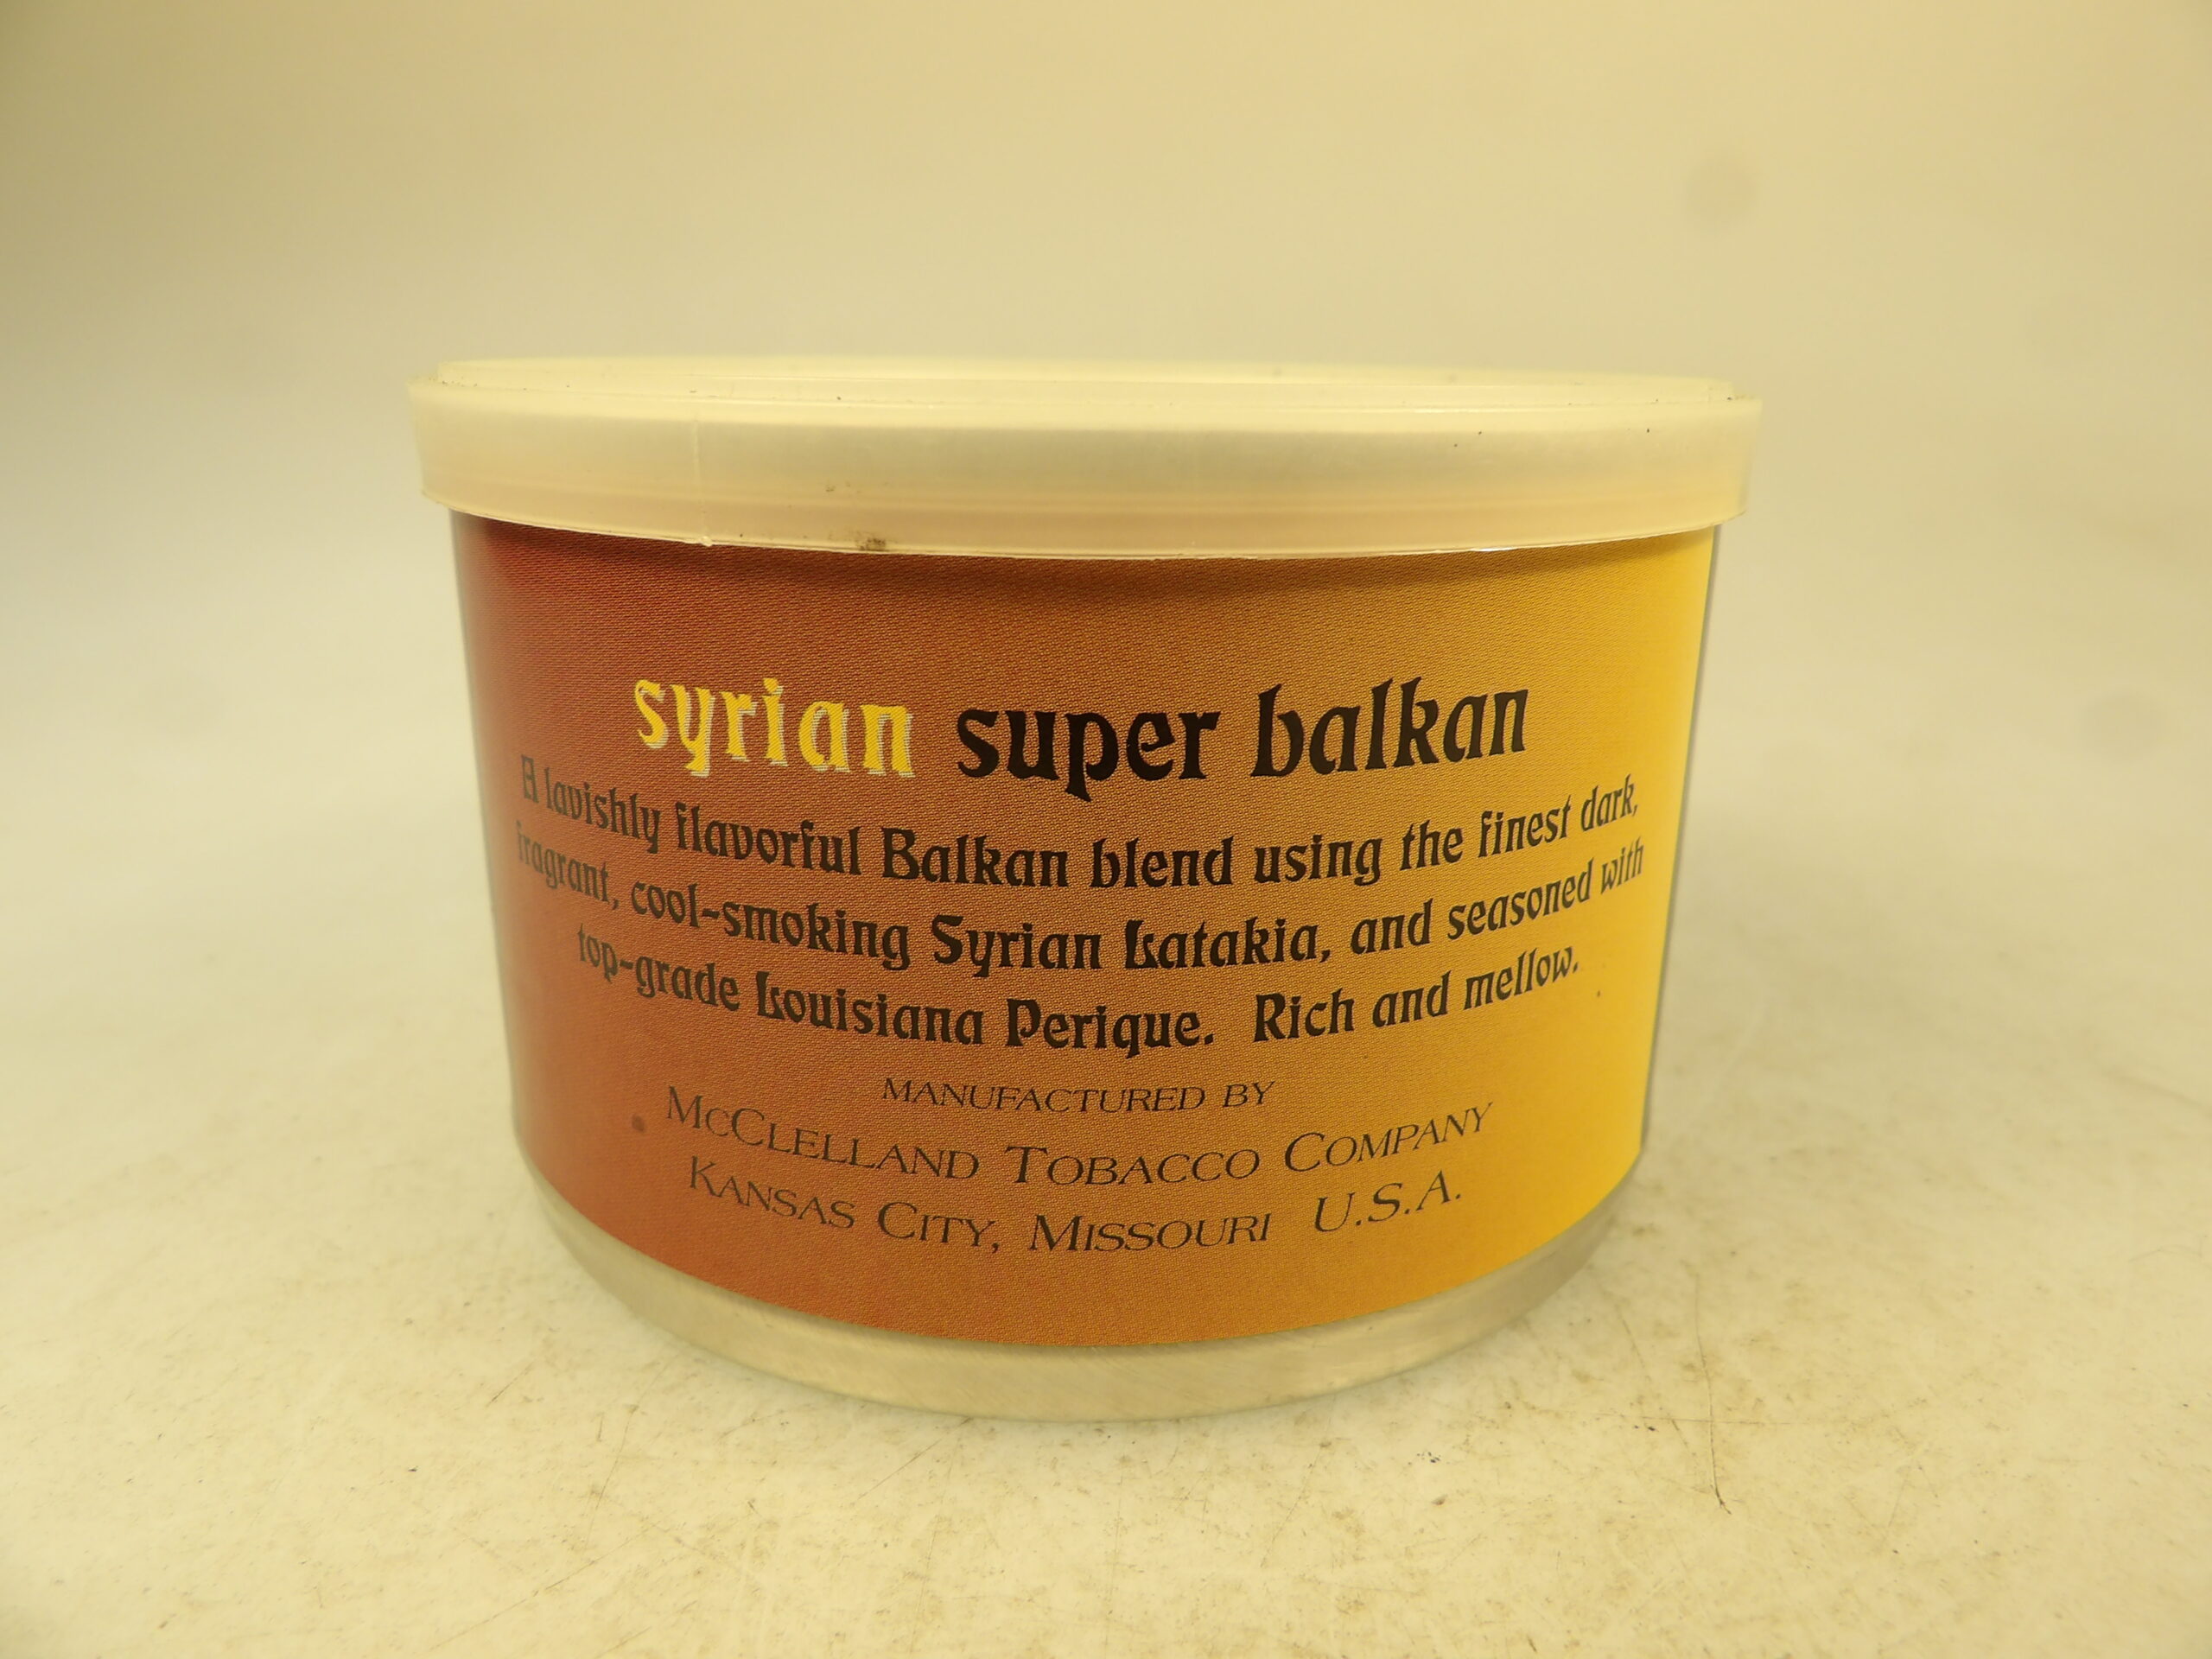 syrian super balkan
A lavishly flavorful Balkan blend using the finest dark,
fragrant, cool-smoking Syrian Latakia, and seasoned with
top-grade Louisiana Perique. Rich and mellow.
MANUFACTURED BY
MCCLELLAND TOBACCO COMPANY
KANSAS CITY, MISSOURI U.S.A.